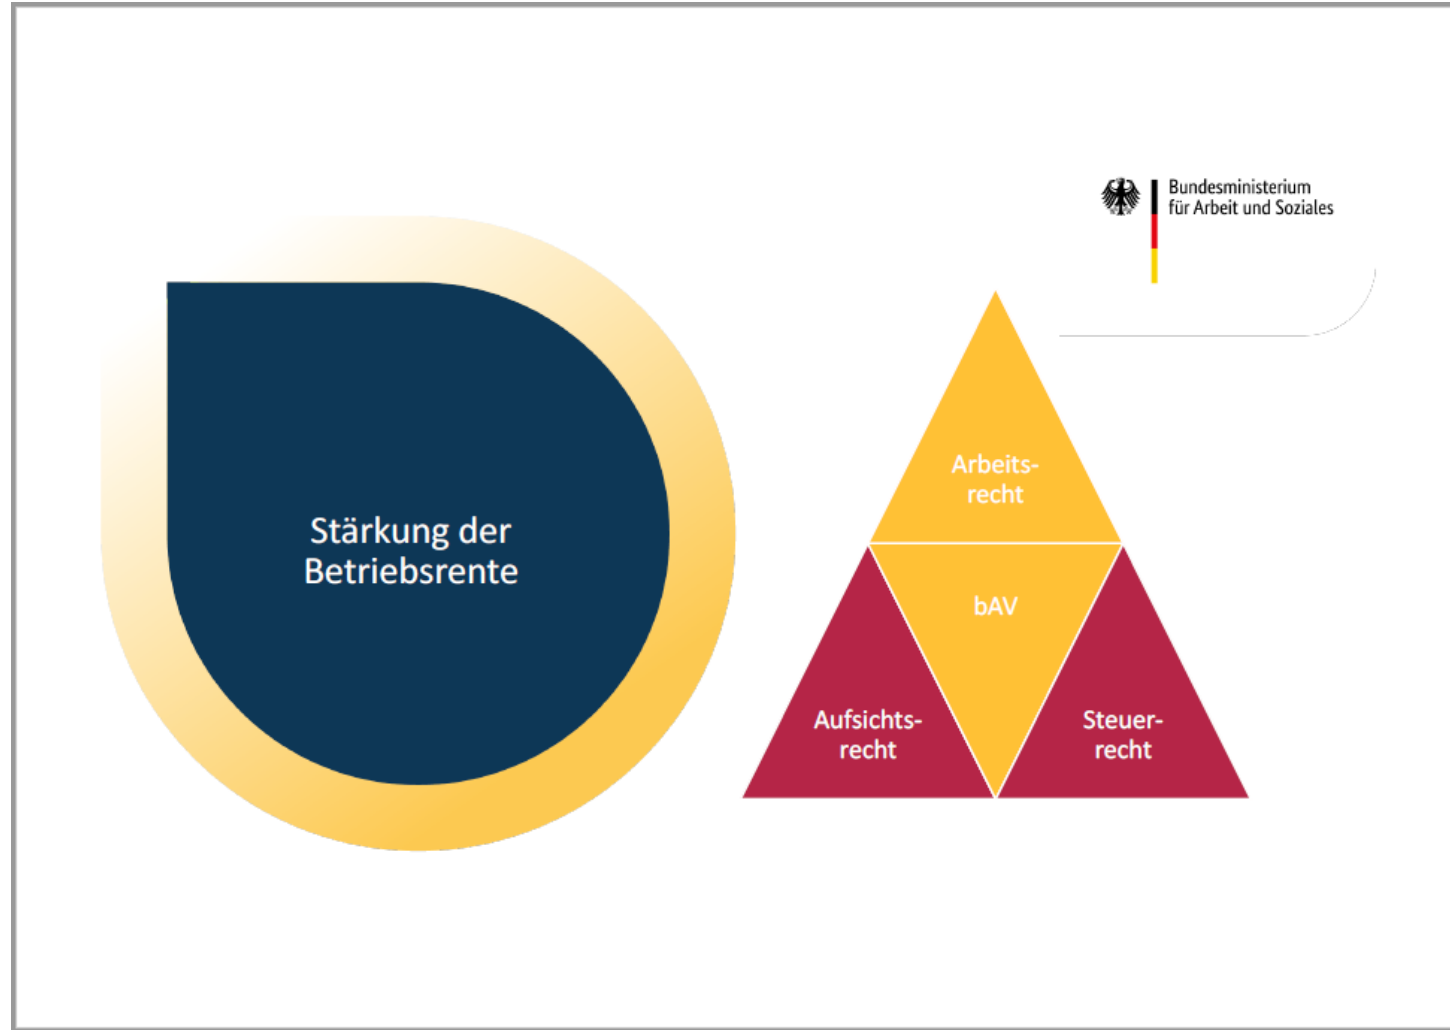 Bundesministerium
für Arbeit und Soziales
Stärkung der
Betriebsrente
Arbeits-
recht
bAV
Aufsichts-
recht
Steuer-
recht